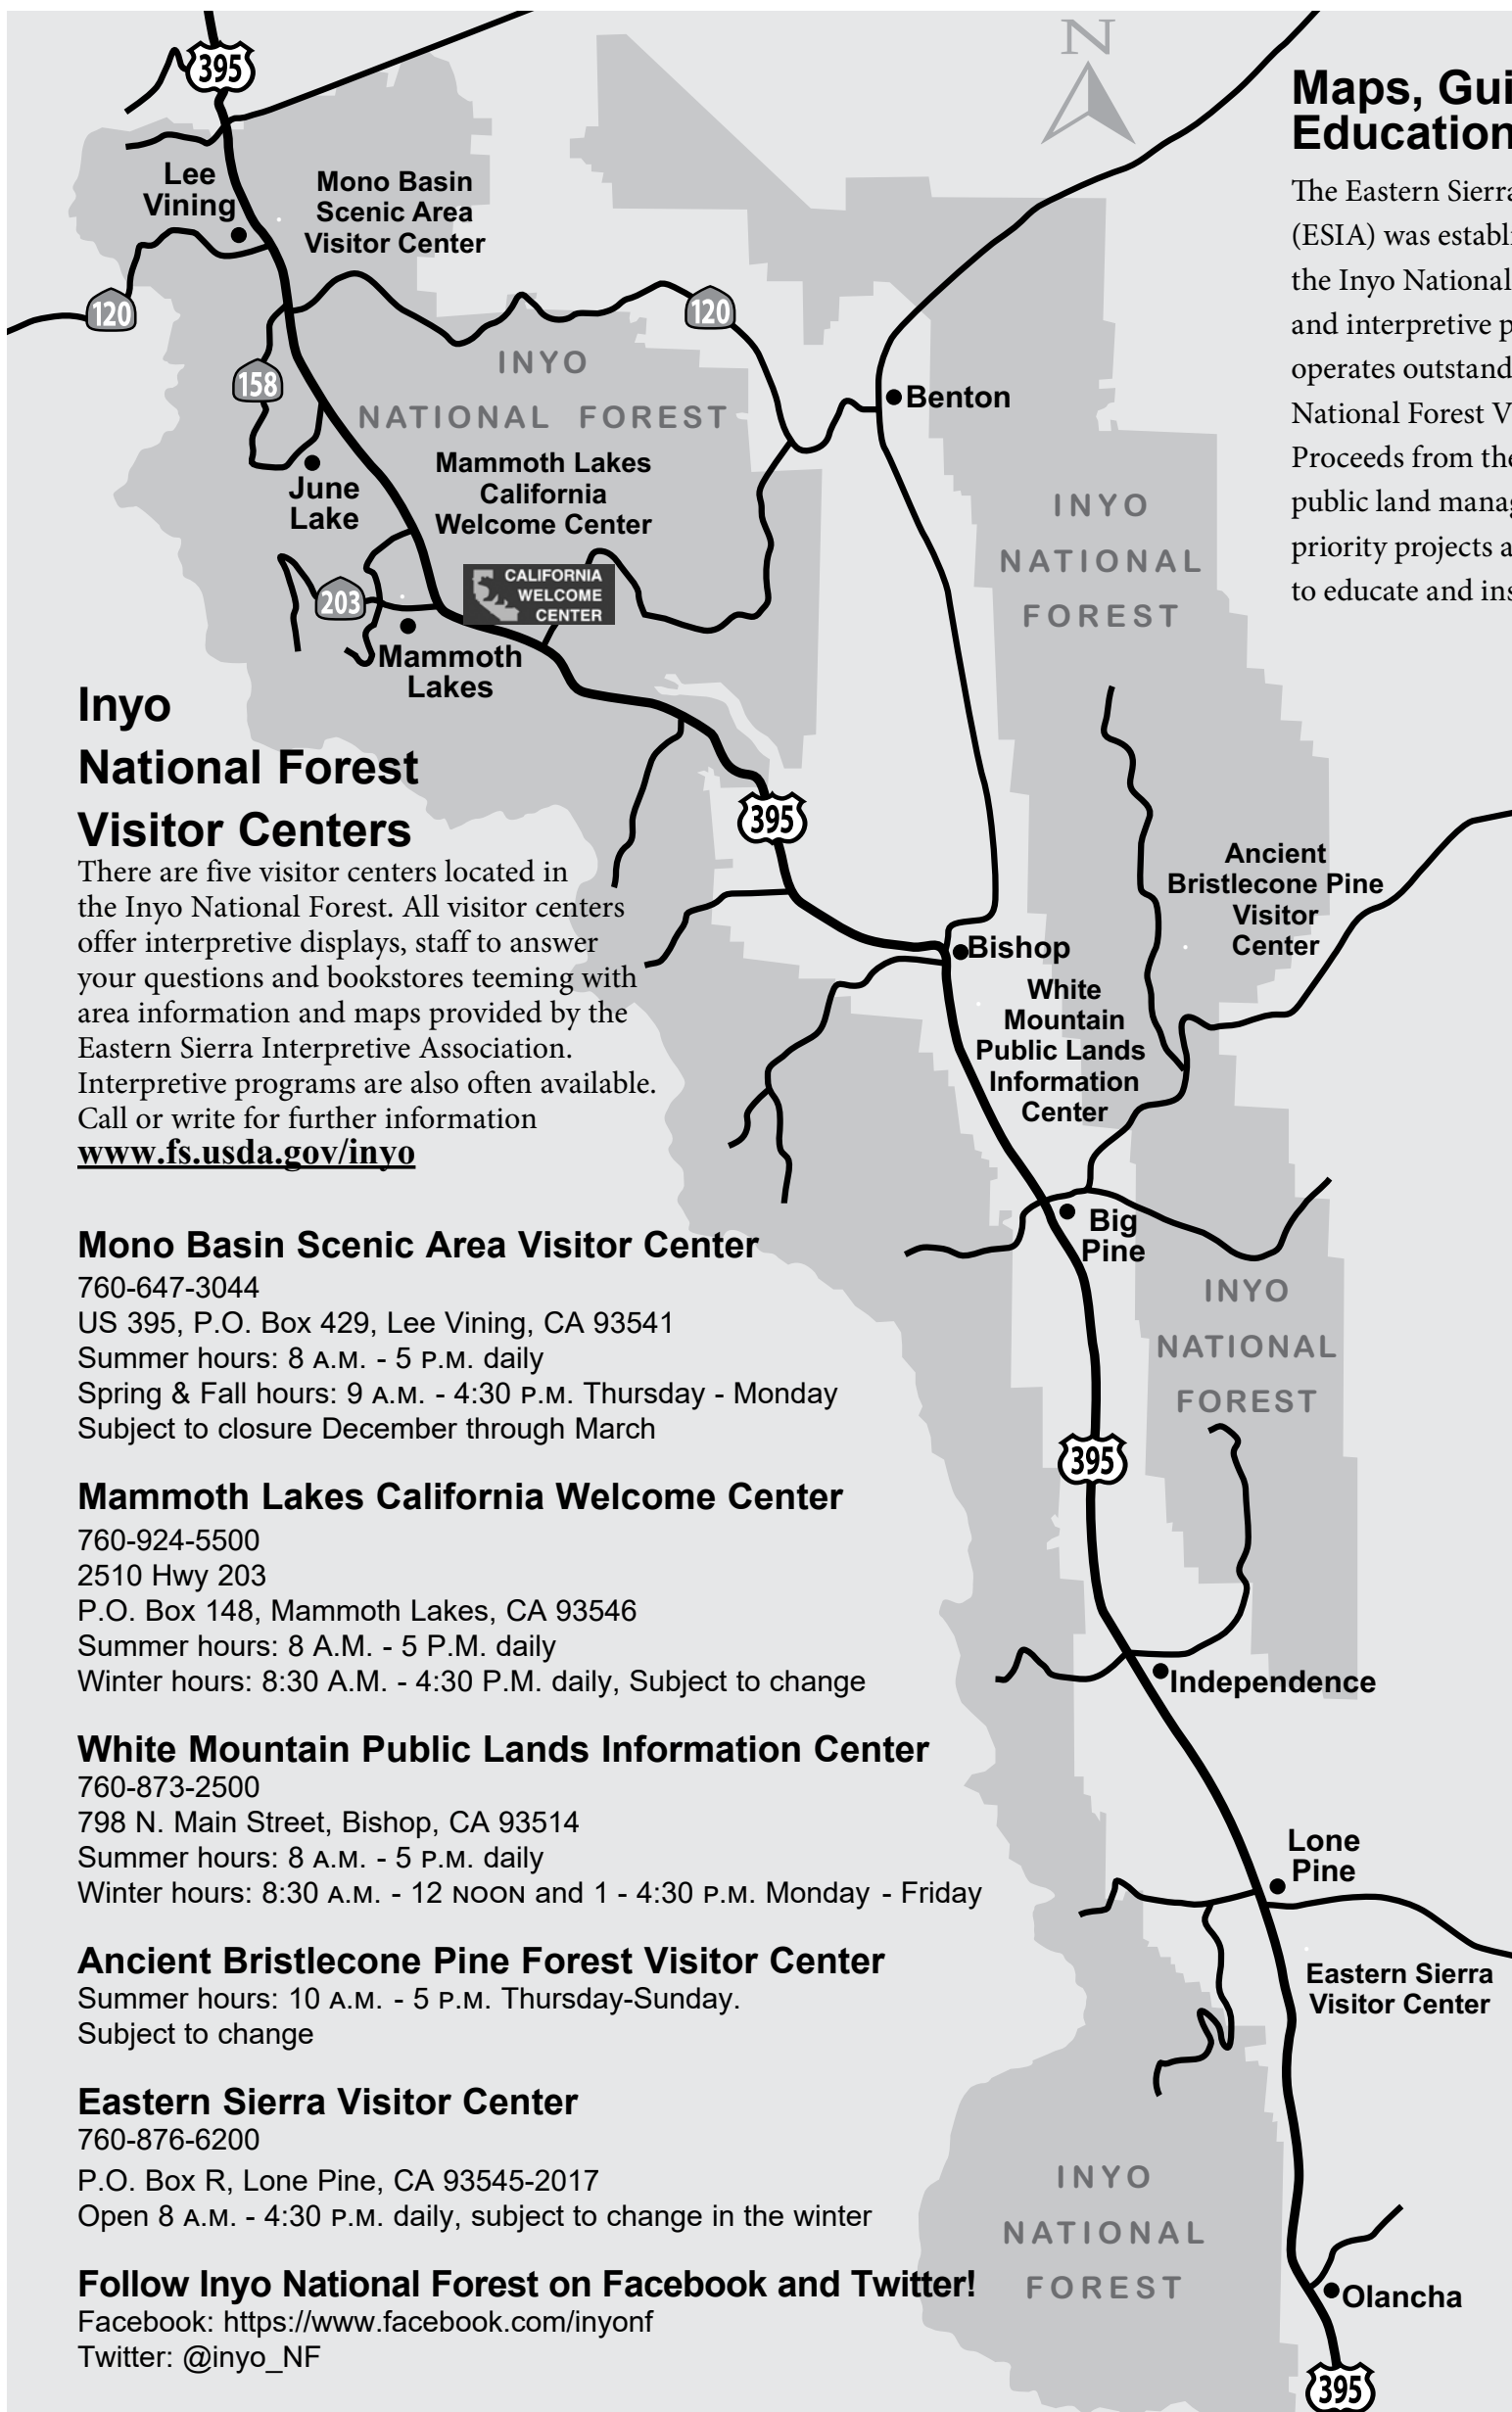 395
N
Lee
Vining
Mono Basin
Scenic Area
Visitor Center
120
120
158
INYO
NATIONAL FOREST
Benton
June
Lake
Mammoth Lakes
California
Welcome Center
CALIFORNIA
WELCOME
CENTER
203
Mammoth
Lakes
INYO
NATIONAL
FOREST
395
Ancient
Bristlecone Pine
Visitor
Center
Bishop
White
Mountain
Public Lands
Information
Center
Big
Pine
INYO
NATIONAL
FOREST
395
Independence
Lone
Pine
Eastern Sierra
Visitor Center
INYO
NATIONAL
FOREST
Olancha
395
Inyo
National Forest
Visitor Centers
There are five visitor centers located in
the Inyo National Forest. All visitor centers
offer interpretive displays, staff to answer
your questions and bookstores teeming with
area information and maps provided by the
Eastern Sierra Interpretive Association.
Interpretive programs are also often available.
Call or write for further information
www.fs.usda.gov/inyo
Mono Basin Scenic Area Visitor Center
760-647-3044
US 395, P.O. Box 429, Lee Vining, CA 93541
Summer hours: 8 A.M. - 5 P.M. daily
Spring & Fall hours: 9 A.M. - 4:30 P.M. Thursday - Monday
Subject to closure December through March
Mammoth Lakes California Welcome Center
760-924-5500
2510 Hwy 203
P.O. Box 148, Mammoth Lakes, CA 93546
Summer hours: 8 A.M. - 5 P.M. daily
Winter hours: 8:30 A.M. - 4:30 P.M. daily, Subject to change
White Mountain Public Lands Information Center
760-873-2500
798 N. Main Street, Bishop, CA 93514
Summer hours: 8 A.M. - 5 P.M. daily
Winter hours: 8:30 A.M. - 12 NOON and 1 - 4:30 P.M. Monday - Friday
Ancient Bristlecone Pine Forest Visitor Center
Summer hours: 10 A.M. - 5 P.M. Thursday-Sunday.
Subject to change
Eastern Sierra Visitor Center
760-876-6200
P.O. Box R, Lone Pine, CA 93545-2017
Open 8 A.M. - 4:30 P.M. daily, subject to change in the winter
Follow Inyo National Forest on Facebook and Twitter!
Facebook: https://www.facebook.com/inyonf
Twitter: @inyo_NF
Maps,
Education
The Eastern Sierra
(ESIA) was
the Inyo National
and interpretive
operates
National Forest
Proceeds from the
public land
priority projects
to educate and